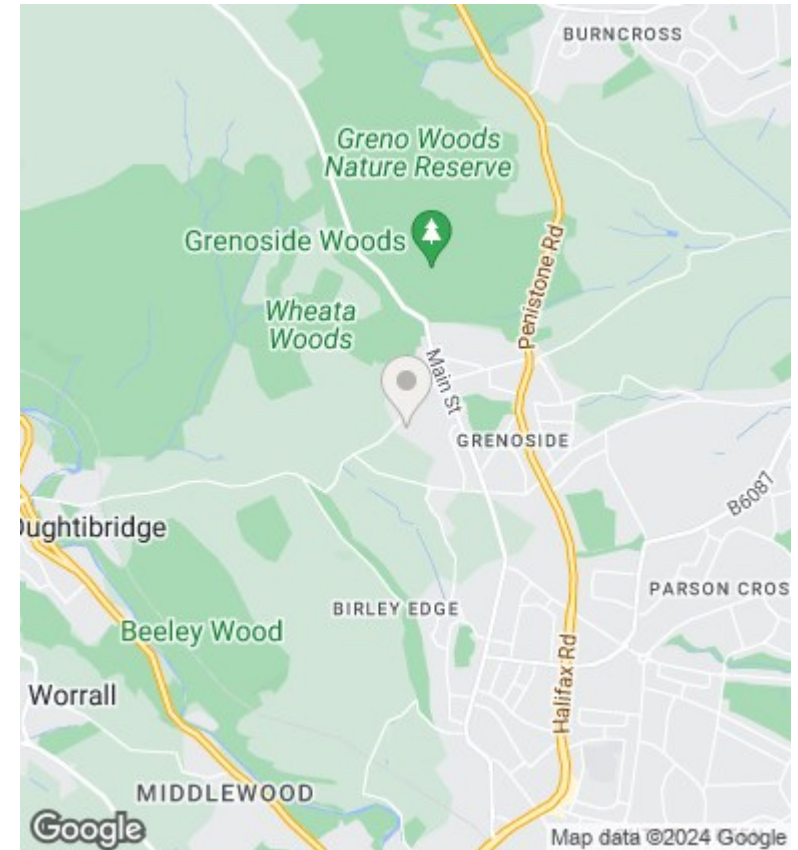 BURNCROSS
Greno Woods
Nature Reserve
Grenoside Woods
Penistone Rd
Wheata
Woods
Main St
GRENOSIDE
B6087
Oughtibridge
PARSON CROS
BIRLEY EDGE
Beeley Wood
Halifax Rd
Worrall
MIDDLEWOOD
Google
Map data ©2024 Google